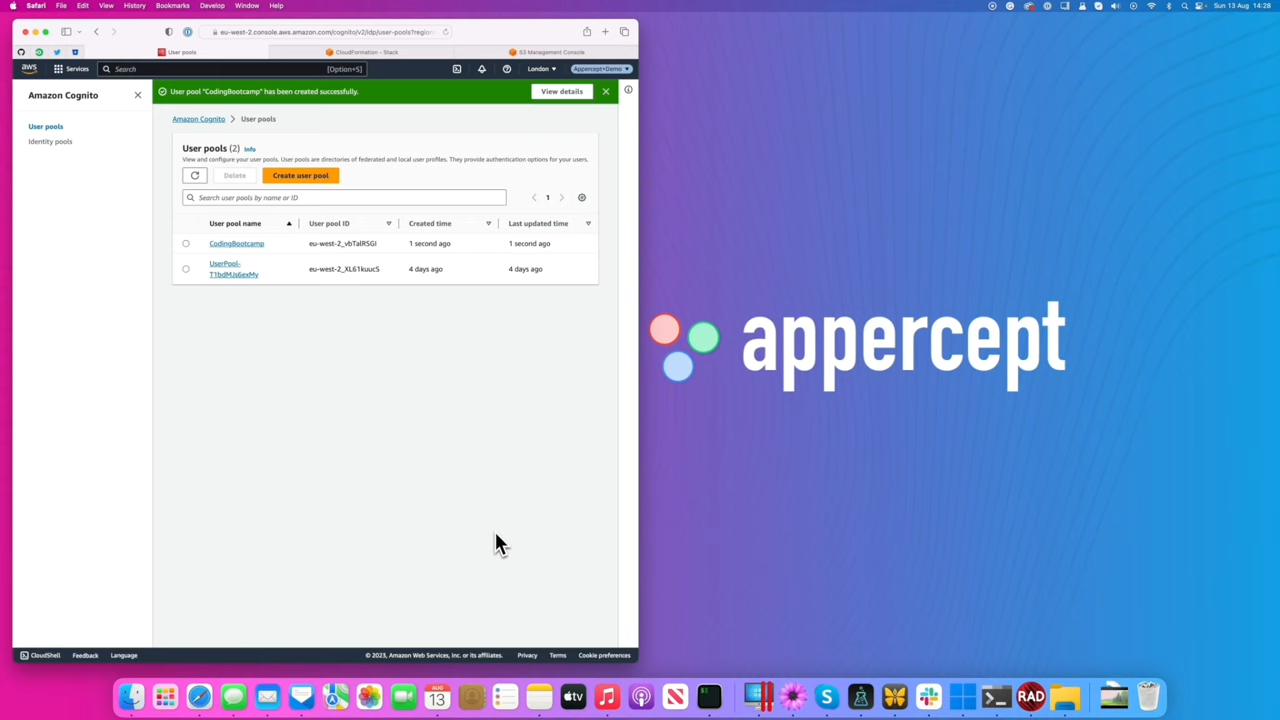 Safari File Edit View History Bookmarks Develop Window Help
Sun 13 Aug 14:28
eu-west-2.console.aws.amazon.com/cognito/v2/idp/user-pools?region
User pools
CloudFormation - Stack
S3 Management Console
aws Services Search [Option+S] London Appercept+Demo
Amazon Cognito
User pool "CodingBootcamp" has been created successfully. View details
User pools
Identity pools
Amazon Cognito User pools
User pools (2) Info
View and configure your user pools. User pools are directories of federated and local user profiles. They provide authentication options for your users.
Delete Create user pool
Search user pools by name or ID
1
User pool name User pool ID Created time Last updated time
CodingBootcamp eu-west-2_vbTalRSGI 1 second ago 1 second ago
UserPool-
T1bdMJs6exMy eu-west-2_XL61kuucS 4 days ago 4 days ago
appercept
CloudShell Feedback Language © 2023, Amazon Web Services, Inc. or its affiliates. Privacy Terms Cookie preferences
AUG
13
tv
RAD